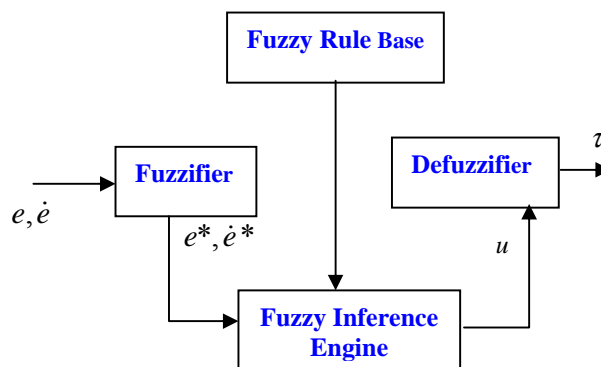 Fuzzy Rule Base
τ
Fuzzifier
Defuzzifier
e, ė
e*, ė*
u
Fuzzy Inference
Engine